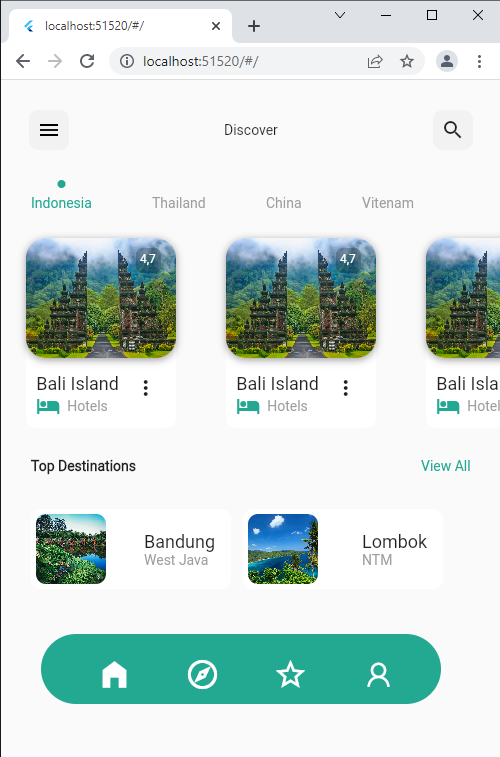 localhost:51520/#/
localhost:51520/#/
Discover
Indonesia Thailand China Vitenam
4,7 4,7
Bali Island Bali Island Bali Isla
Hotels Hotels Hotel
Top Destinations View All
Bandung Lombok
West Java NTM